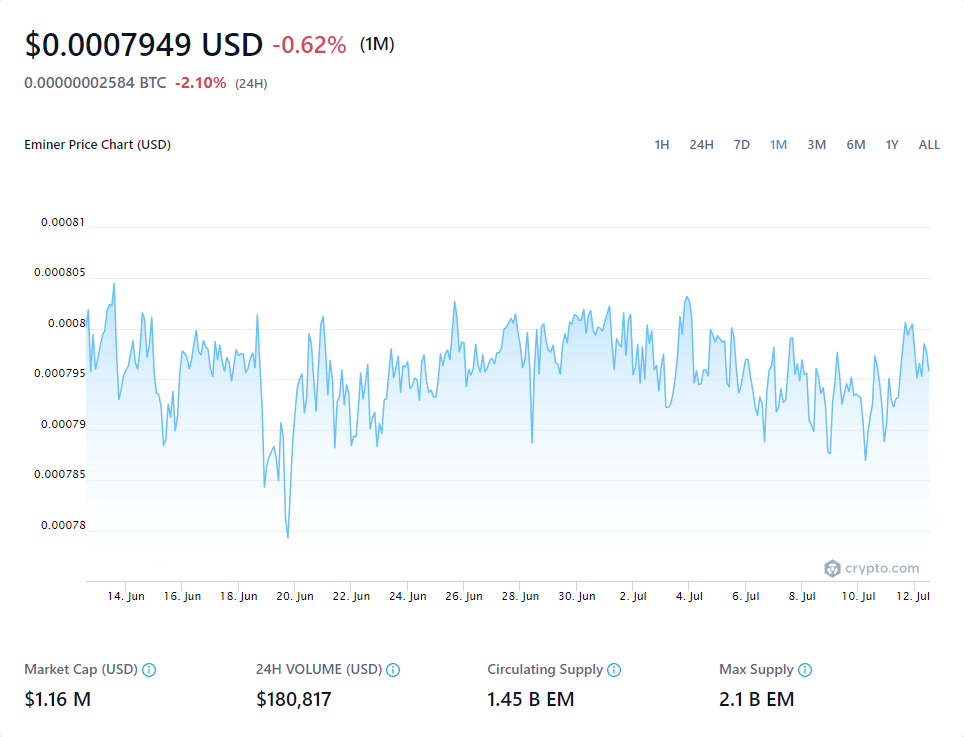 $0.0007949 USD -0.62% (1M)
0.00000002584 BTC -2.10% (24H)
Eminer Price Chart (USD) 1H 24H 7D 1M 3M 6M 1Y ALL
0.00081
0.000805
0.0008
0.000795
0.00079
0.000785
0.00078
crypto.com
14. Jun 16. Jun 18. Jun 20. Jun 22. Jun 24. Jun 26. Jun 28. Jun 30. Jun 2. Jul 4. Jul 6. Jul 8. Jul 10. Jul 12. Jul
Market Cap (USD) 24H VOLUME (USD) Circulating Supply Max Supply
$1.16 M $180,817 1.45 B EM 2.1 B EM